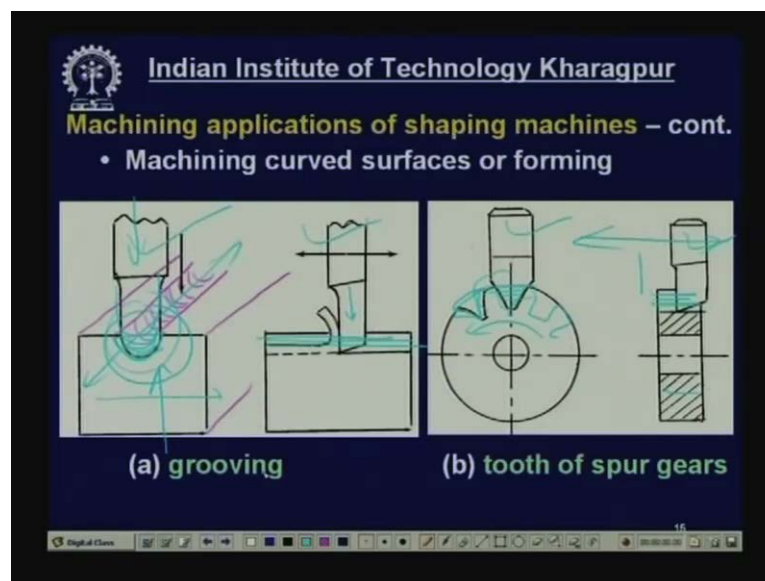 Indian Institute of Technology Kharagpur
Machining applications of shaping machines – cont.
• Machining curved surfaces or forming
(a) grooving
(b) tooth of spur gears
15
Digital Class